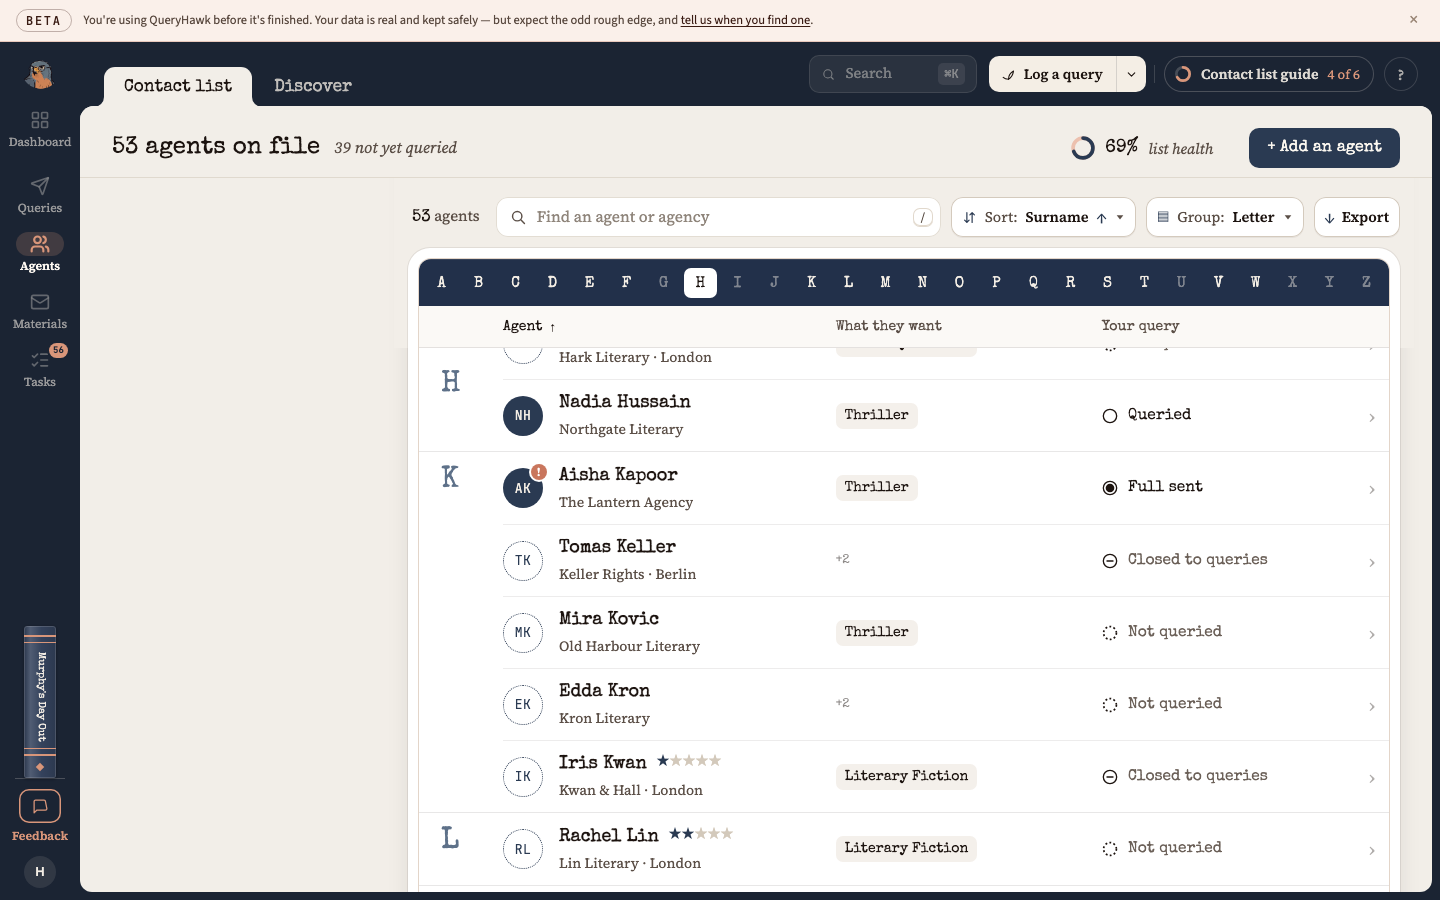 BETA You're using QueryHawk before it's finished. Your data is real and kept safely — but expect the odd rough edge, and tell us when you find one. ×
Contact list
Discover
Search ⌘K
Log a query
Contact list guide 4 of 6
?
Dashboard
Queries
Agents
Materials
56
Tasks
Murphy's Day Out
Feedback
H
53 agents on file 39 not yet queried
69% list health
+ Add an agent
53 agents
Find an agent or agency /
Sort: Surname ↑
Group: Letter
↓ Export
A B C D E F G H I J K L M N O P Q R S T U V W X Y Z
Agent ↑ What they want Your query
Hark Literary · London
H
NH Nadia Hussain Thriller Queried
Northgate Literary
K
AK ! Aisha Kapoor Thriller Full sent
The Lantern Agency
TK Tomas Keller +2 Closed to queries
Keller Rights · Berlin
MK Mira Kovic Thriller Not queried
Old Harbour Literary
EK Edda Kron +2 Not queried
Kron Literary
IK Iris Kwan ★★★★★ Literary Fiction Closed to queries
Kwan & Hall · London
L
RL Rachel Lin ★★★★★ Literary Fiction Not queried
Lin Literary · London